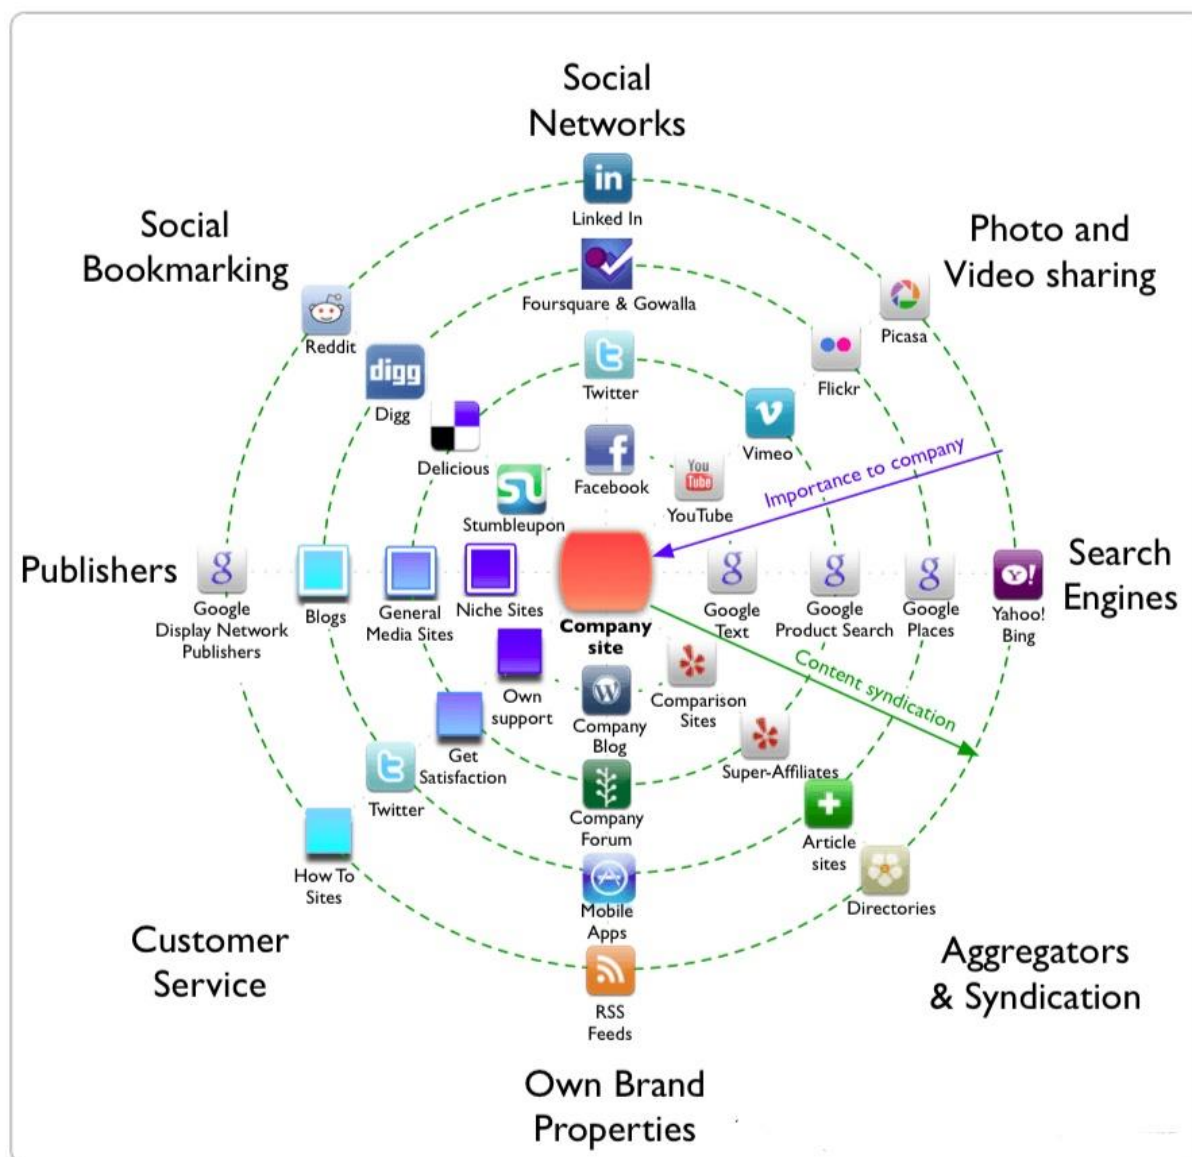 Social
Networks
in
Linked In
Social
Bookmarking
Photo and
Video sharing
Foursquare & Gowalla
Picasa
Reddit
digg
Digg
Twitter
Flickr
Delicious
Facebook
Vimeo
Stumbleupon
You
Tube
YouTube
Importance to company
Publishers
Google
Display Network
Publishers
Blogs
General
Media Sites
Niche Sites
Company
site
Google
Text
Google
Product Search
Google
Places
Y!
Yahoo!
Bing
Search
Engines
Own
support
Company
Blog
Comparison
Sites
Content syndication
Get
Satisfaction
Super-Affiliates
Twitter
Company
Forum
Article
sites
How To
Sites
Mobile
Apps
Directories
Customer
Service
RSS
Feeds
Aggregators
& Syndication
Own Brand
Properties